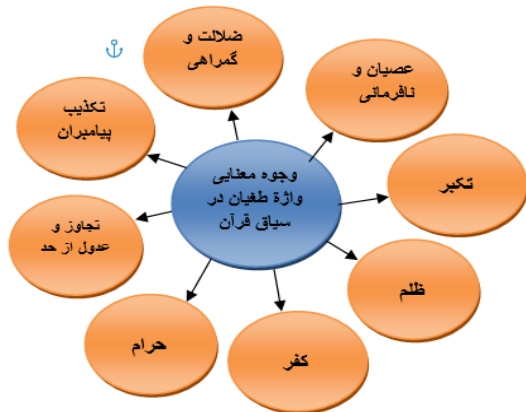 وجوه معنایی
واژة طغیان در
سیاق قرآن
ضلالت و
گمراهی
عصیان و
نافرمانی
تکبر
ظلم
کفر
حرام
تجاوز و
عدول از حد
تکذیب
پیامبران